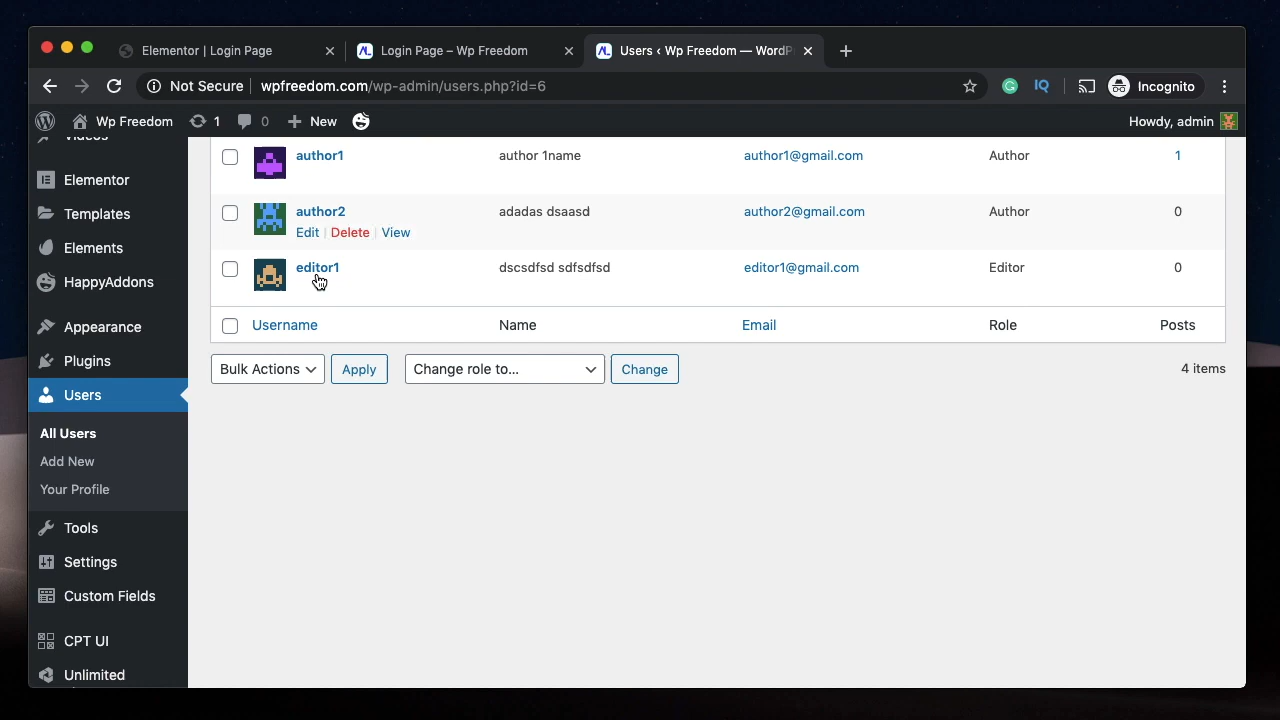 Elementor | Login Page
Login Page – Wp Freedom
Users ‹ Wp Freedom — WordP
Not Secure
wpfreedom.com/wp-admin/users.php?id=6
IQ
Incognito
Wp Freedom
1
0
New
Howdy, admin
Videos
Elementor
Templates
Elements
HappyAddons
Appearance
Plugins
Users
All Users
Add New
Your Profile
Tools
Settings
Custom Fields
CPT UI
Unlimited
author1 author 1name author1@gmail.com Author 1
author2 adadas dsaasd author2@gmail.com Author 0
Edit | Delete | View
editor1 dscsdfsd sdfsdfsd editor1@gmail.com Editor 0
Username Name Email Role Posts
Bulk Actions Apply Change role to... Change 4 items